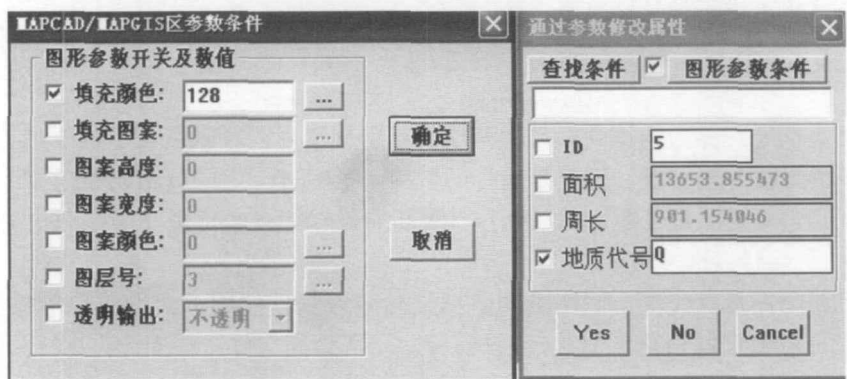 MAPCAD/MAPGIS区参数条件
图形参数开关及数值
填充颜色: 128 ...
填充图案: 0 ...
图案高度: 0
图案宽度: 0
图案颜色: 0 ...
图层号: 3 ...
透明输出: 不透明
确定
取消
通过参数修改属性
查找条件 图形参数条件
ID 5
面积 13653.855473
周长 901.154046
地质代号 Q
Yes No Cancel